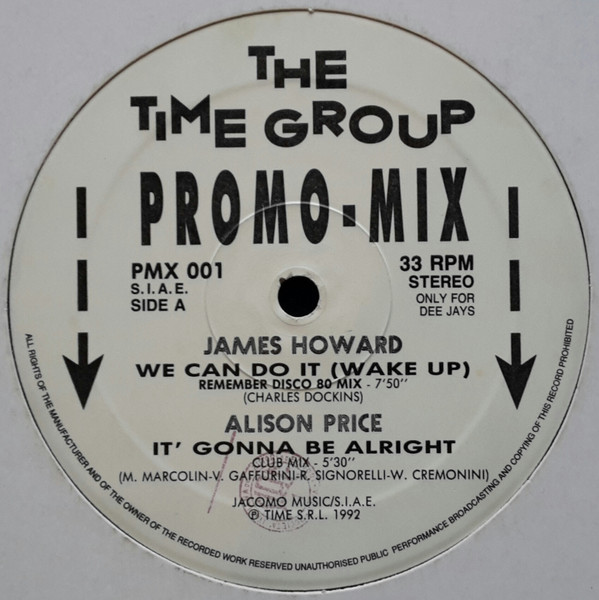 THE
TIME GROUP
PROMO-MIX
PMX 001
S.I.A.E.
SIDE A
33 RPM
STEREO
ONLY FOR
DEE JAYS
JAMES HOWARD
WE CAN DO IT (WAKE UP)
REMEMBER DISCO 80 MIX - 7'50''
(CHARLES DOCKINS)
ALISON PRICE
IT' GONNA BE ALRIGHT
CLUB MIX - 5'30''
(M. MARCOLIN-V. GAFFURINI-R. SIGNORELLI-W. CREMONINI)
JACOMO MUSIC/S.I.A.E.
℗ TIME S.R.L. 1992
ALL RIGHTS OF THE MANUFACTURER AND OF THE OWNER OF THE RECORDED WORK RESERVED UNAUTHORISED PUBLIC PERFORMANCE BROADCASTING AND COPYING OF THIS RECORD PROHIBITED